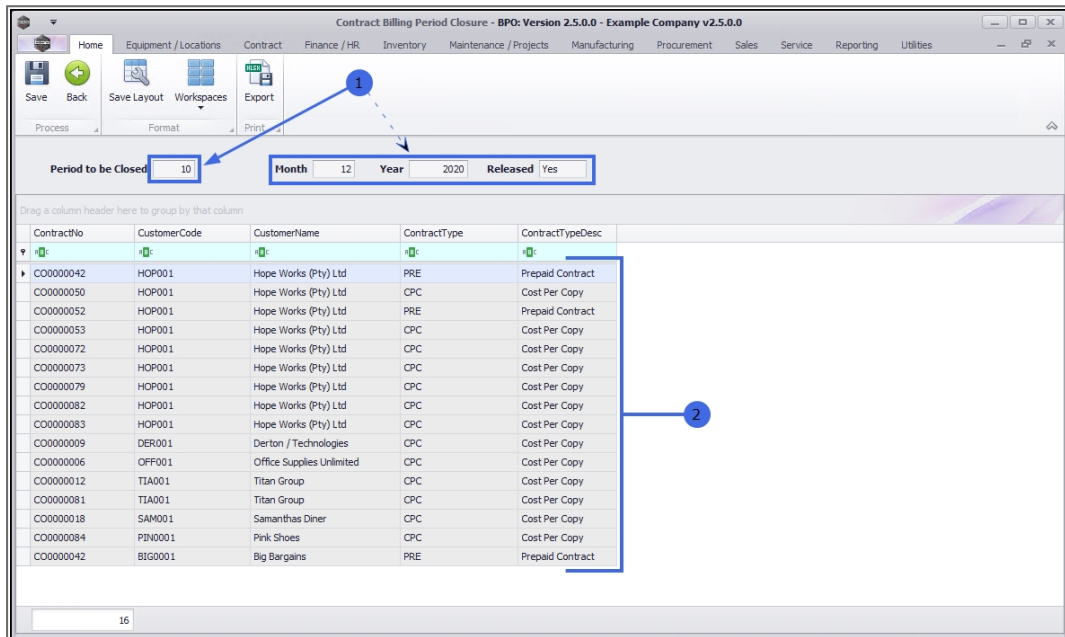 Contract Billing Period Closure - BPO: Version 2.5.0.0 - Example Company v2.5.0.0
Home Equipment / Locations Contract Finance / HR Inventory Maintenance / Projects Manufacturing Procurement Sales Service Reporting Utilities
Save Back Save Layout Workspaces Export
Process Format Print
1
Period to be Closed 10 Month 12 Year 2020 Released Yes
Drag a column header here to group by that column
ContractNo CustomerCode CustomerName ContractType ContractTypeDesc
CO0000042 HOP001 Hope Works (Pty) Ltd PRE Prepaid Contract
CO0000050 HOP001 Hope Works (Pty) Ltd CPC Cost Per Copy
CO0000052 HOP001 Hope Works (Pty) Ltd PRE Prepaid Contract
CO0000053 HOP001 Hope Works (Pty) Ltd CPC Cost Per Copy
CO0000072 HOP001 Hope Works (Pty) Ltd CPC Cost Per Copy
CO0000073 HOP001 Hope Works (Pty) Ltd CPC Cost Per Copy
CO0000079 HOP001 Hope Works (Pty) Ltd CPC Cost Per Copy
CO0000082 HOP001 Hope Works (Pty) Ltd CPC Cost Per Copy
CO0000083 HOP001 Hope Works (Pty) Ltd CPC Cost Per Copy
2
CO0000009 DER001 Derton / Technologies CPC Cost Per Copy
CO0000006 OFF001 Office Supplies Unlimited CPC Cost Per Copy
CO0000012 TIA001 Titan Group CPC Cost Per Copy
CO0000081 TIA001 Titan Group CPC Cost Per Copy
CO0000018 SAM001 Samanthas Diner CPC Cost Per Copy
CO0000084 PIN0001 Pink Shoes CPC Cost Per Copy
CO0000042 BIG0001 Big Bargains PRE Prepaid Contract
16